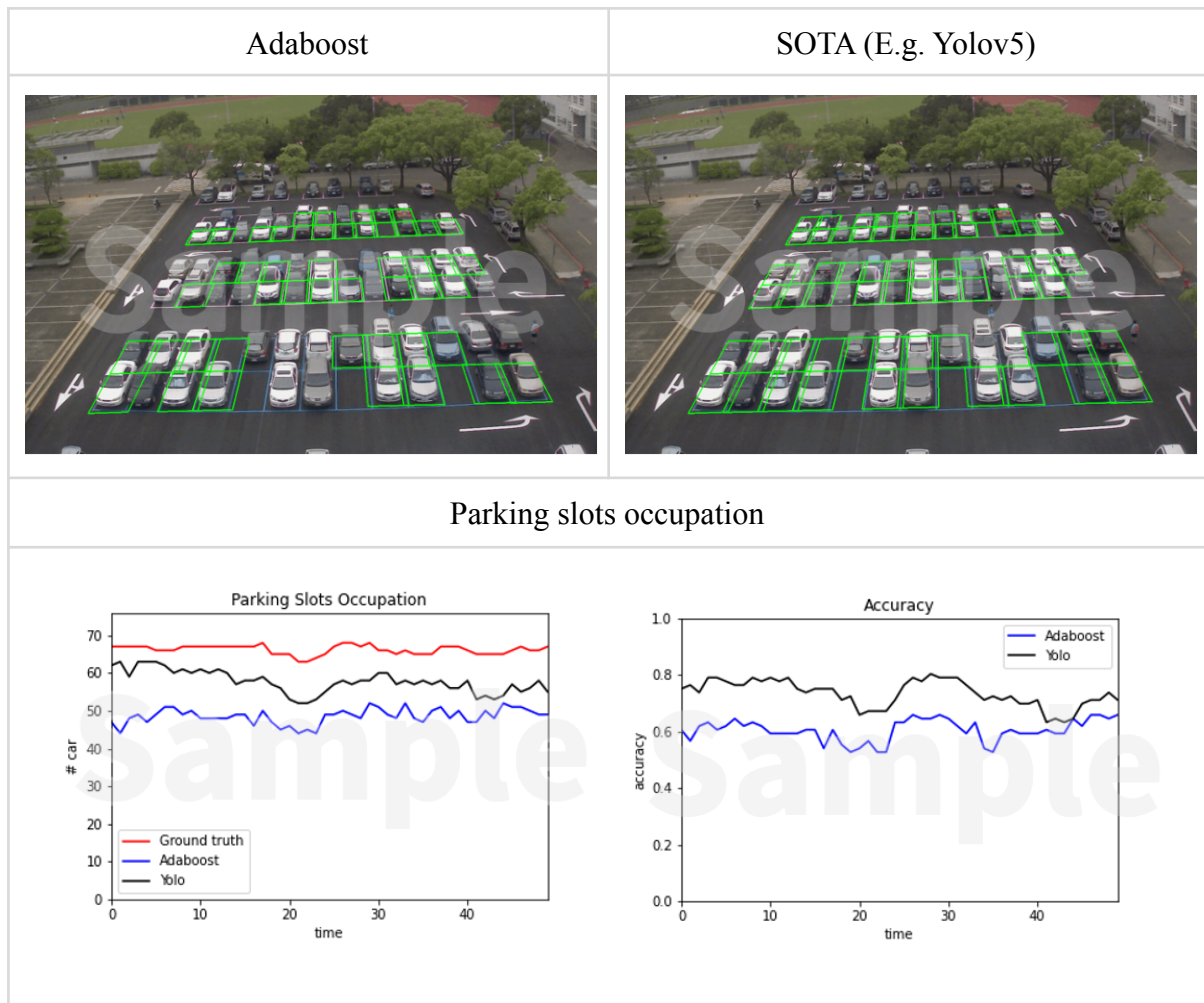 Adaboost
SOTA (E.g. Yolov5)
Sample
Sample
Parking slots occupation
Parking Slots Occupation
70
60
50
40
30
20
10
0
# car
Sample
Ground truth
Adaboost
Yolo
0 10 20 30 40
time
Accuracy
1.0
0.8
0.6
0.4
0.2
0.0
accuracy
Adaboost
Yolo
Sample
0 10 20 30 40
time